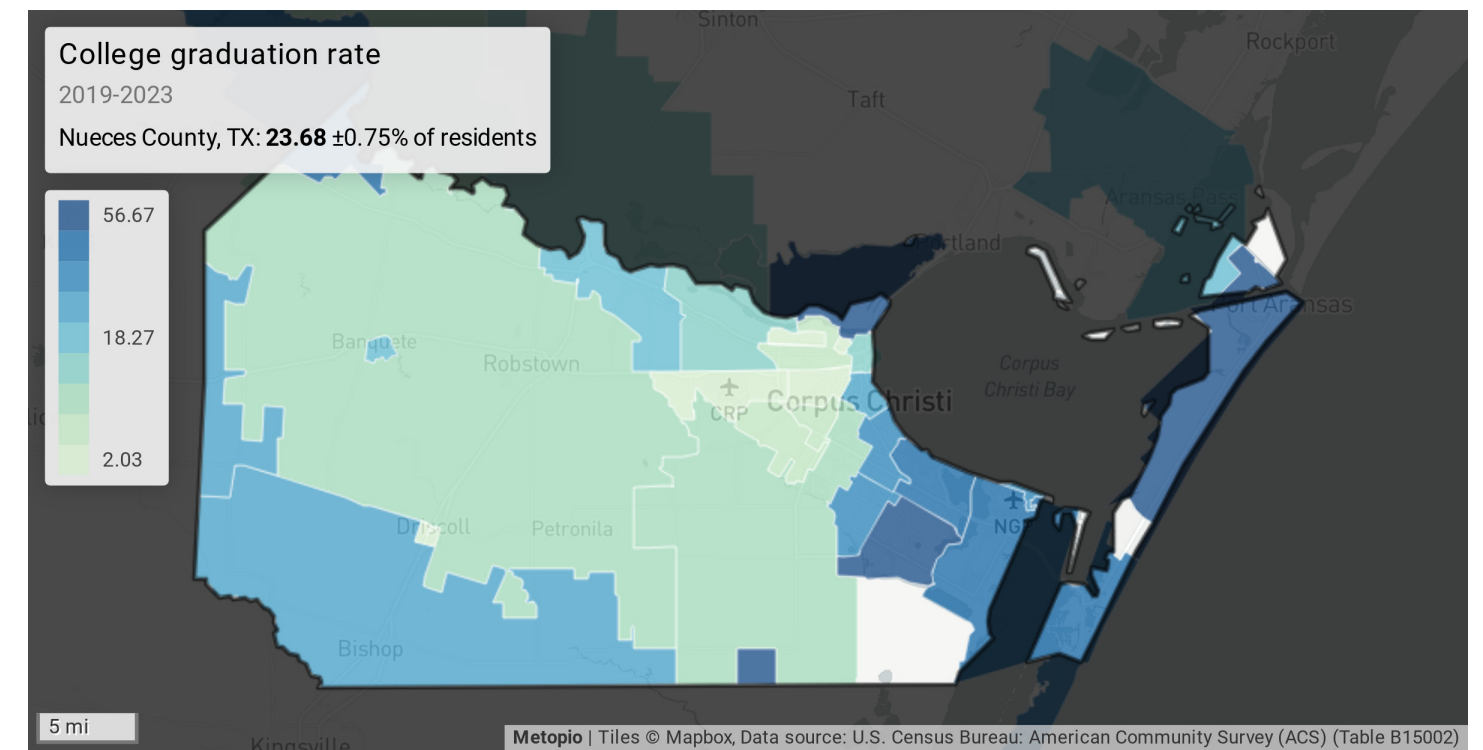 College graduation rate
2019-2023
Nueces County, TX: 23.68 ±0.75% of residents
56.67
18.27
2.03
Sinton
Rockport
Taft
Aransas Pass
Portland
Port Aransas
Banquete
Robstown
Corpus
Christi Bay
CRP
Corpus Christi
Driscoll
Petronila
Bishop
Kingsville
5 mi
Metopio | Tiles © Mapbox, Data source: U.S. Census Bureau: American Community Survey (ACS) (Table B15002)